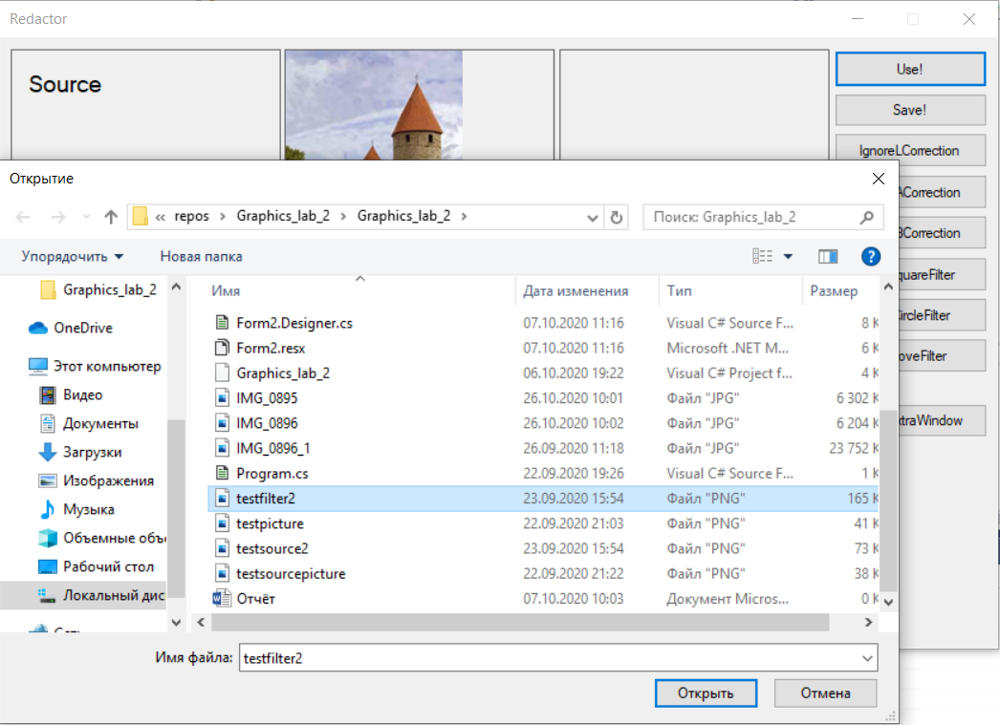 Redactor
Source
Use!
Save!
IgnoreLCorrection
ACorrection
BCorrection
quareFilter
CircleFilter
oveFilter
xtraWindow
Открытие
« repos > Graphics_lab_2 > Graphics_lab_2 >
Поиск: Graphics_lab_2
Упорядочить
Новая папка
Graphics_lab_2
OneDrive
Этот компьютер
Видео
Документы
Загрузки
Изображения
Музыка
Объемные объ
Рабочий стол
Локальный дис
Имя Дата изменения Тип Размер
Form2.Designer.cs 07.10.2020 11:16 Visual C# Source F... 8 К
Form2.resx 07.10.2020 11:16 Microsoft .NET M... 6 К
Graphics_lab_2 06.10.2020 19:22 Visual C# Project f... 4 К
IMG_0895 26.10.2020 10:01 Файл "JPG" 6 302 К
IMG_0896 26.10.2020 10:02 Файл "JPG" 6 204 К
IMG_0896_1 26.09.2020 11:18 Файл "JPG" 23 752 К
Program.cs 22.09.2020 19:26 Visual C# Source F... 1 К
testfilter2 23.09.2020 15:54 Файл "PNG" 165 К
testpicture 22.09.2020 21:03 Файл "PNG" 41 К
testsource2 23.09.2020 15:54 Файл "PNG" 73 К
testsourcepicture 22.09.2020 21:22 Файл "PNG" 38 К
Отчёт 07.10.2020 10:03 Документ Micros... 0 К
Имя файла: testfilter2
Открыть Отмена